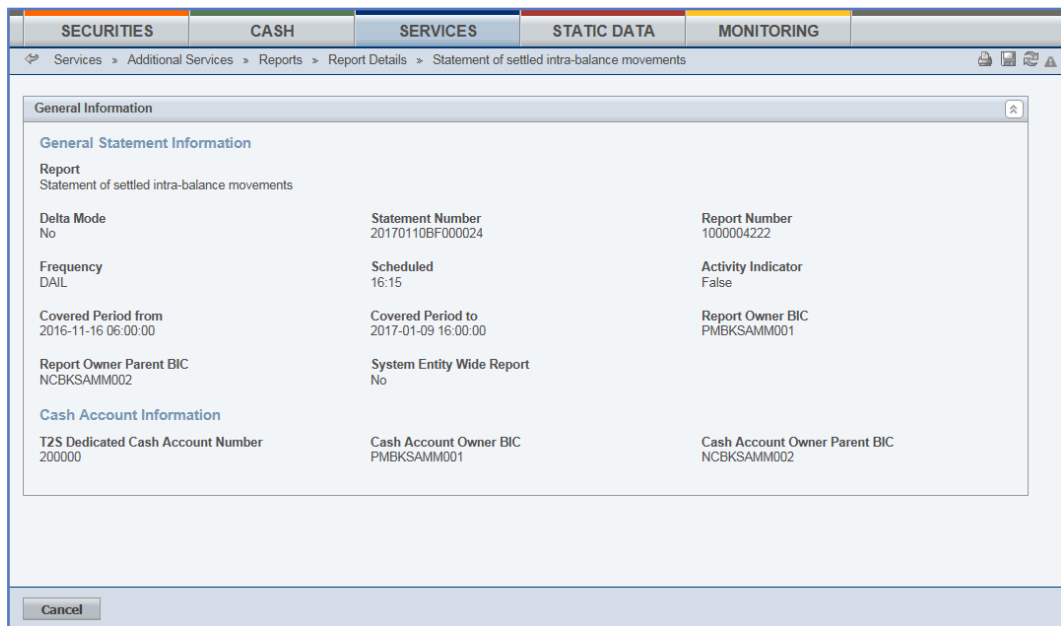 SECURITIES CASH SERVICES STATIC DATA MONITORING
Services » Additional Services » Reports » Report Details » Statement of settled intra-balance movements
General Information
General Statement Information
Report
Statement of settled intra-balance movements
Delta Mode Statement Number Report Number
No 20170110BF000024 1000004222
Frequency Scheduled Activity Indicator
DAIL 16:15 False
Covered Period from Covered Period to Report Owner BIC
2016-11-16 06:00:00 2017-01-09 16:00:00 PMBKSAMM001
Report Owner Parent BIC System Entity Wide Report
NCBKSAMM002 No
Cash Account Information
T2S Dedicated Cash Account Number Cash Account Owner BIC Cash Account Owner Parent BIC
200000 PMBKSAMM001 NCBKSAMM002
Cancel